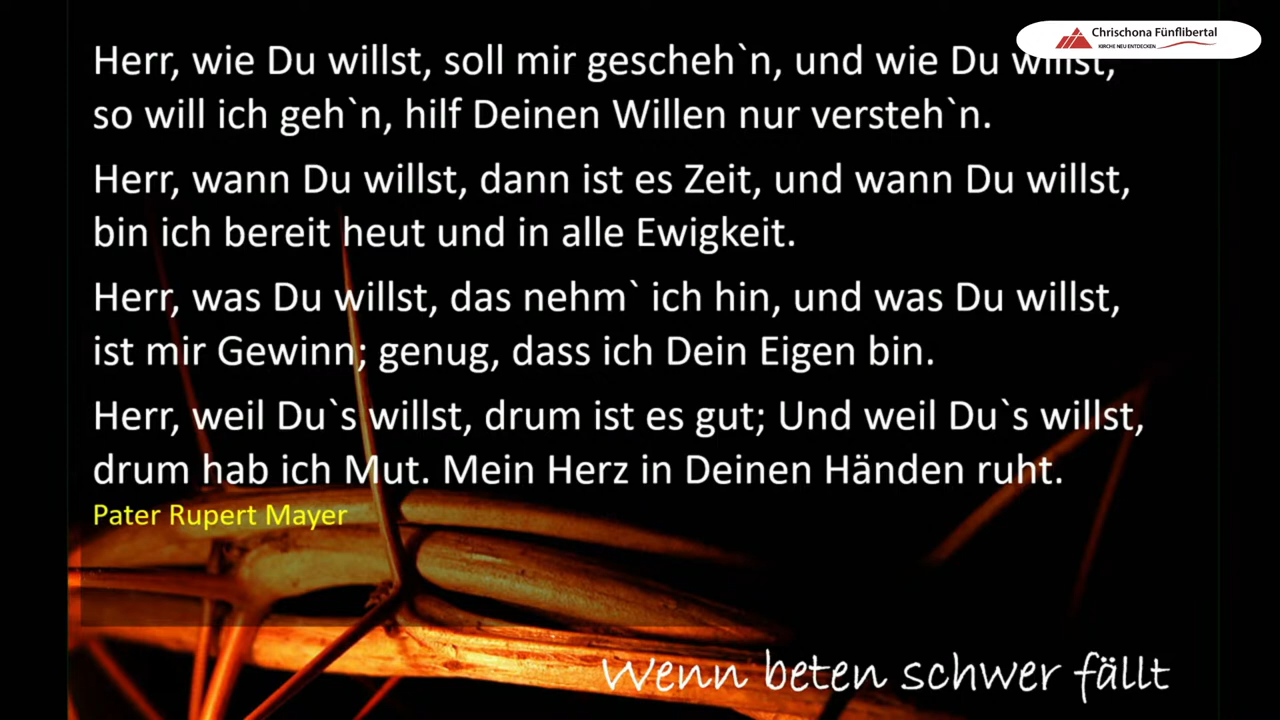 Chrischona Fünflibertal
KIRCHE NEU ENTDECKEN
Herr, wie Du willst, soll mir gescheh`n, und wie Du willst,
so will ich geh`n, hilf Deinen Willen nur versteh`n.
Herr, wann Du willst, dann ist es Zeit, und wann Du willst,
bin ich bereit heut und in alle Ewigkeit.
Herr, was Du willst, das nehm` ich hin, und was Du willst,
ist mir Gewinn; genug, dass ich Dein Eigen bin.
Herr, weil Du`s willst, drum ist es gut; Und weil Du`s willst,
drum hab ich Mut. Mein Herz in Deinen Händen ruht.
Pater Rupert Mayer
Wenn beten schwer fällt